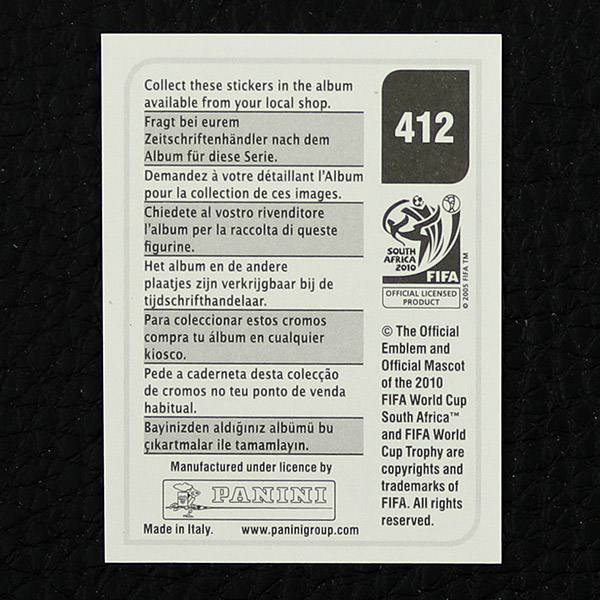 Collect these stickers in the album
available from your local shop.
Fragt bei eurem
Zeitschriftenhändler nach dem
Album für diese Serie.
Demandez à votre détaillant l'Album
pour la collection de ces images.
Chiedete al vostro rivenditore
l'album per la raccolta di queste
figurine.
Het album en de andere
plaatjes zijn verkrijgbaar bij de
tijdschrifthandelaar.
Para coleccionar estos cromos
compra tu álbum en cualquier
kiosco.
Pede a caderneta desta colecção
de cromos no teu ponto de venda
habitual.
Bayinizden aldığınız albümü bu
çıkartmalar ile tamamlayın.
Manufactured under licence by
PANINI
Made in Italy. www.paninigroup.com
412
SOUTH
AFRICA
2010
FIFA
© 2005 FIFA TM
OFFICIAL LICENSED
PRODUCT
© The Official
Emblem and
Official Mascot
of the 2010
FIFA World Cup
South Africa™
and FIFA World
Cup Trophy are
copyrights and
trademarks of
FIFA. All rights
reserved.